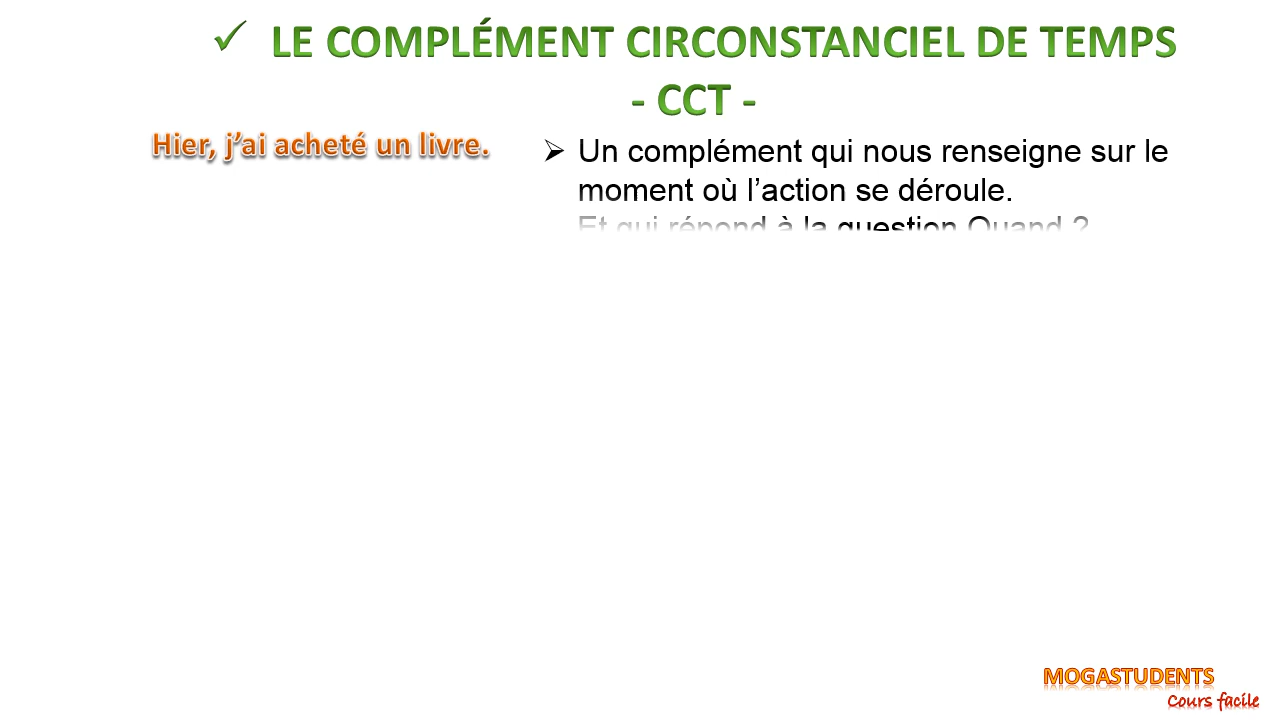 ✓ LE COMPLÉMENT CIRCONSTANCIEL DE TEMPS
- CCT -
Hier, j’ai acheté un livre.
➢ Un complément qui nous renseigne sur le
moment où l’action se déroule.
Et qui répond à la question Quand ?
MOGASTUDENTS
Cours facile